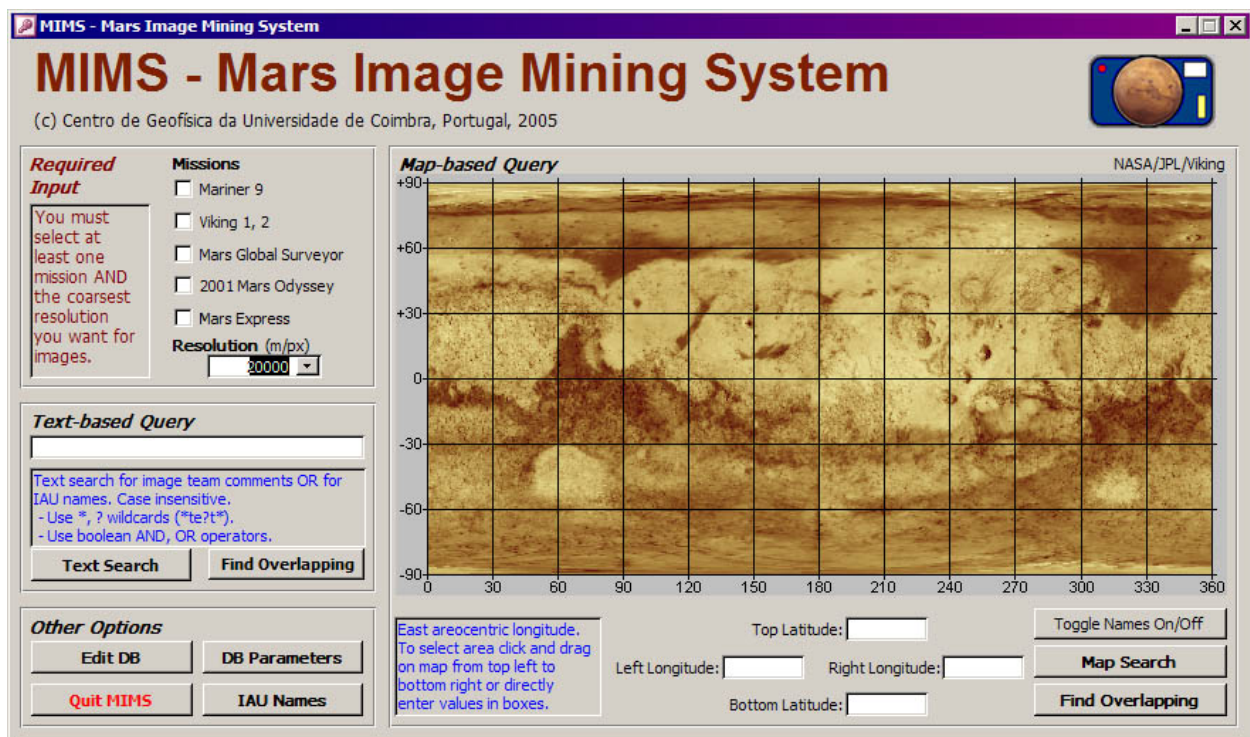 MIMS - Mars Image Mining System
MIMS - Mars Image Mining System
(c) Centro de Geofísica da Universidade de Coimbra, Portugal, 2005
Required
Input
You must
select at
least one
mission AND
the coarsest
resolution
you want for
images.
Missions
Mariner 9
Viking 1, 2
Mars Global Surveyor
2001 Mars Odyssey
Mars Express
Resolution (m/px)
20000
Text-based Query
Text search for image team comments OR for
IAU names. Case insensitive.
- Use *, ? wildcards (*te?t*).
- Use boolean AND, OR operators.
Text Search
Find Overlapping
Other Options
Edit DB
DB Parameters
Quit MIMS
IAU Names
Map-based Query
NASA/JPL/Viking
+90
+60
+30
0
-30
-60
-90
0 30 60 90 120 150 180 210 240 270 300 330 360
East areocentric longitude.
To select area click and drag
on map from top left to
bottom right or directly
enter values in boxes.
Top Latitude:
Left Longitude:
Right Longitude:
Bottom Latitude:
Toggle Names On/Off
Map Search
Find Overlapping